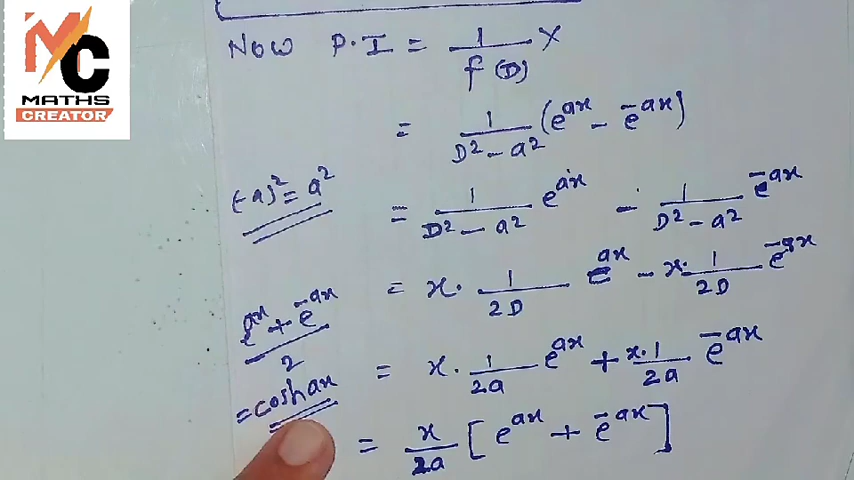 MC
MATHS
CREATOR
Now P.I = 1/f(D) X
= 1/(D² - a²) (e^ax - e^-ax)
(-a)² = a²
= 1/(D² - a²) e^ax - 1/(D² - a²) e^-ax
= x. 1/2D e^ax - x. 1/2D e^-ax
(e^ax + e^-ax)/2
= coshax
= x. 1/2a e^ax + x.1/2a e^-ax
= x/2a [e^ax + e^-ax]